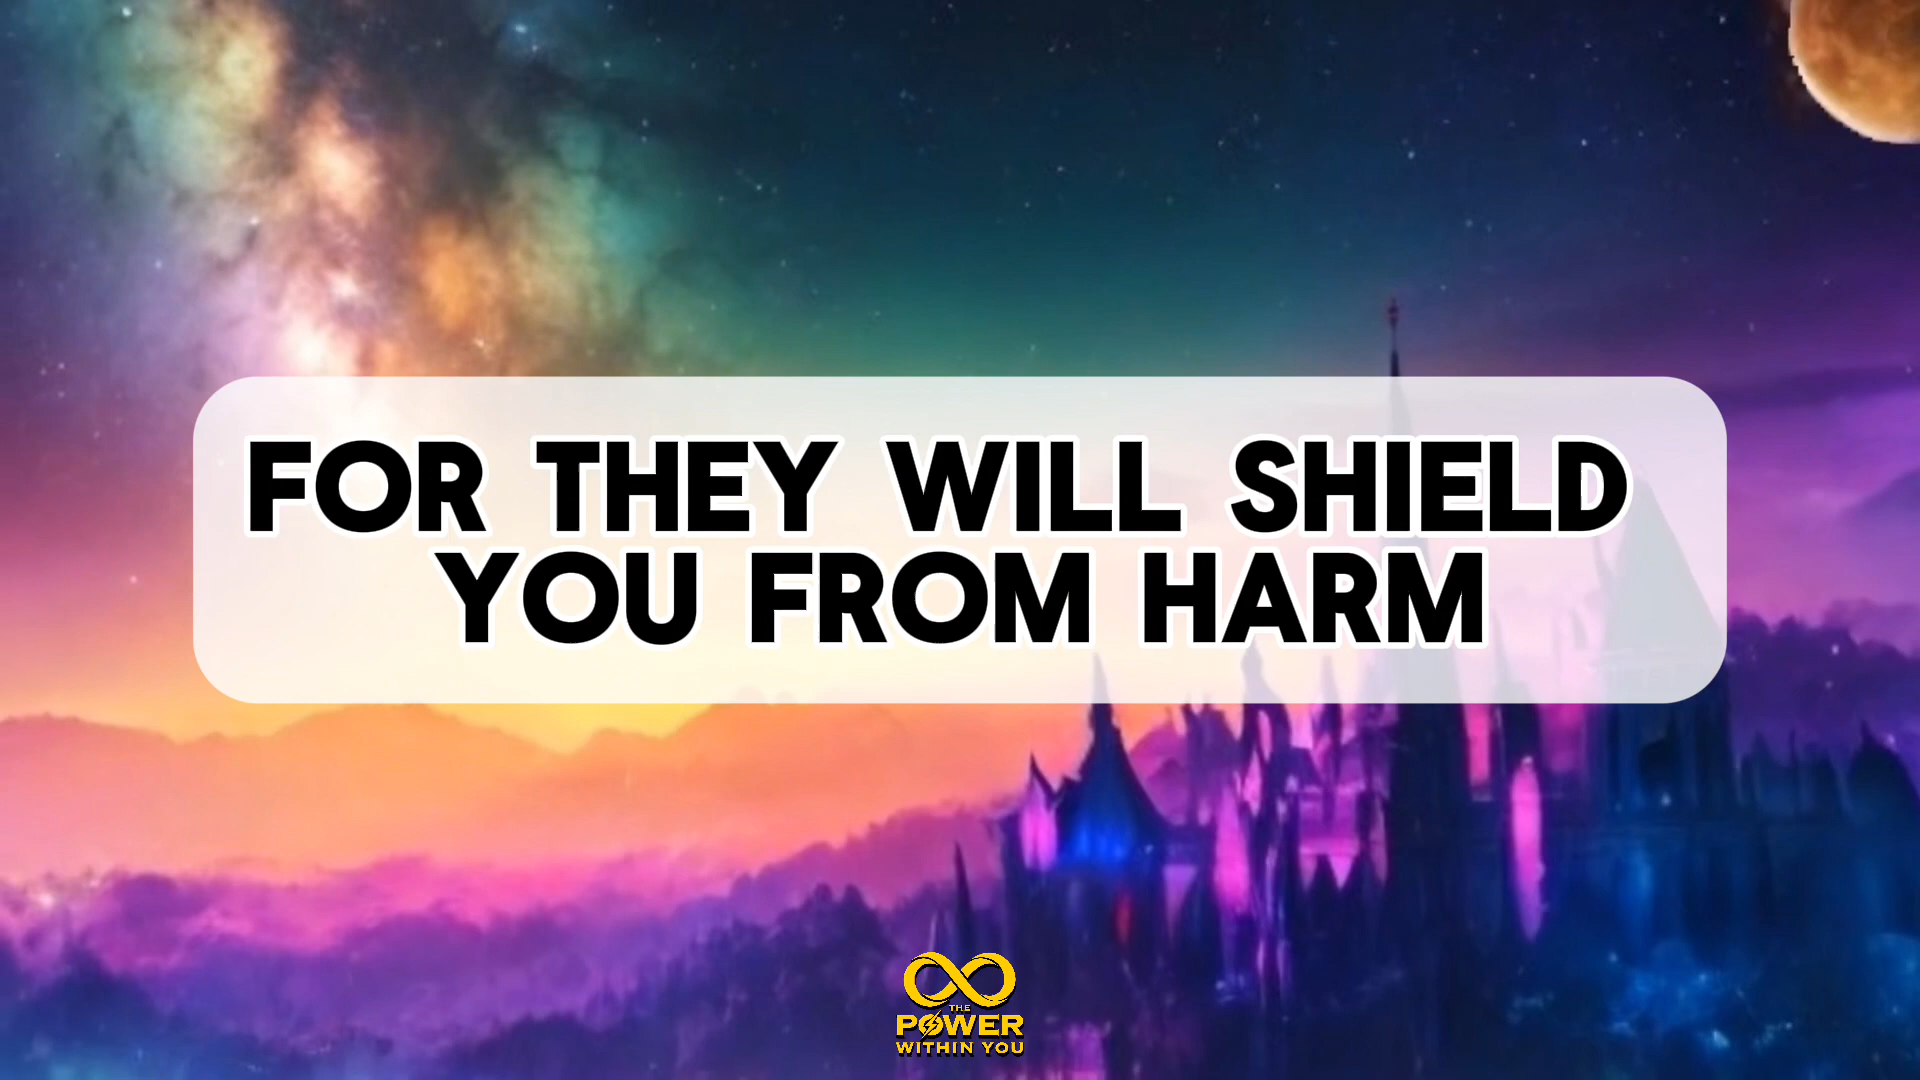 FOR THEY WILL SHIELD
YOU FROM HARM
THE
POWER
WITHIN YOU